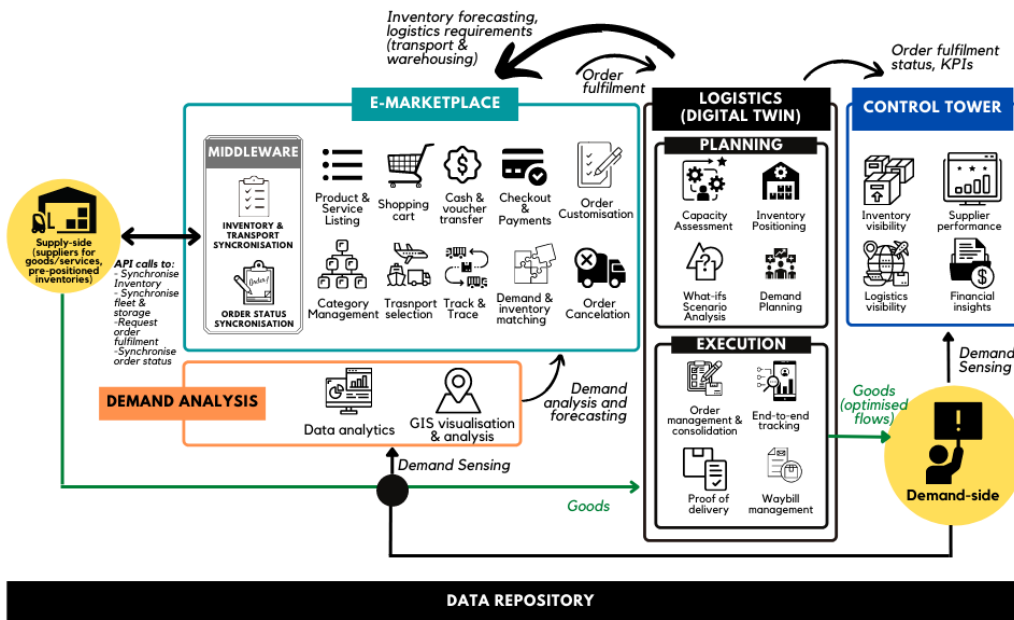 Inventory forecasting,
logistics requirements
(transport &
warehousing)
Order
fulfilment
Order fulfilment
status, KPIs
E-MARKETPLACE
LOGISTICS
(DIGITAL TWIN)
CONTROL TOWER
MIDDLEWARE
INVENTORY &
TRANSPORT
SYNCRONISATION
Orders!
ORDER STATUS
SYNCRONISATION
Product &
Service
Listing
Shopping
cart
Cash &
voucher
transfer
Checkout
&
Payments
Order
Customisation
Category
Management
Trasnport
selection
Track &
Trace
Demand &
inventory
matching
Order
Cancelation
PLANNING
Capacity
Assessment
Inventory
Positioning
What-ifs
Scenario
Analysis
Demand
Planning
EXECUTION
Order
management &
consolidation
End-to-end
tracking
Proof of
delivery
Waybill
management
Inventory
visibility
Supplier
performance
Logistics
visibility
Financial
insights
Supply-side
(suppliers for
goods/services,
pre-positioned
inventories)
API calls to:
- Synchronise
Inventory
- Synchronise
fleet &
storage
-Request
order
fulfilment
-Synchronise
order status
DEMAND ANALYSIS
Data analytics
GIS visualisation
& analysis
Demand
analysis and
forecasting
Demand Sensing
Goods
Goods
(optimised
flows)
Demand
Sensing
Demand-side
DATA REPOSITORY